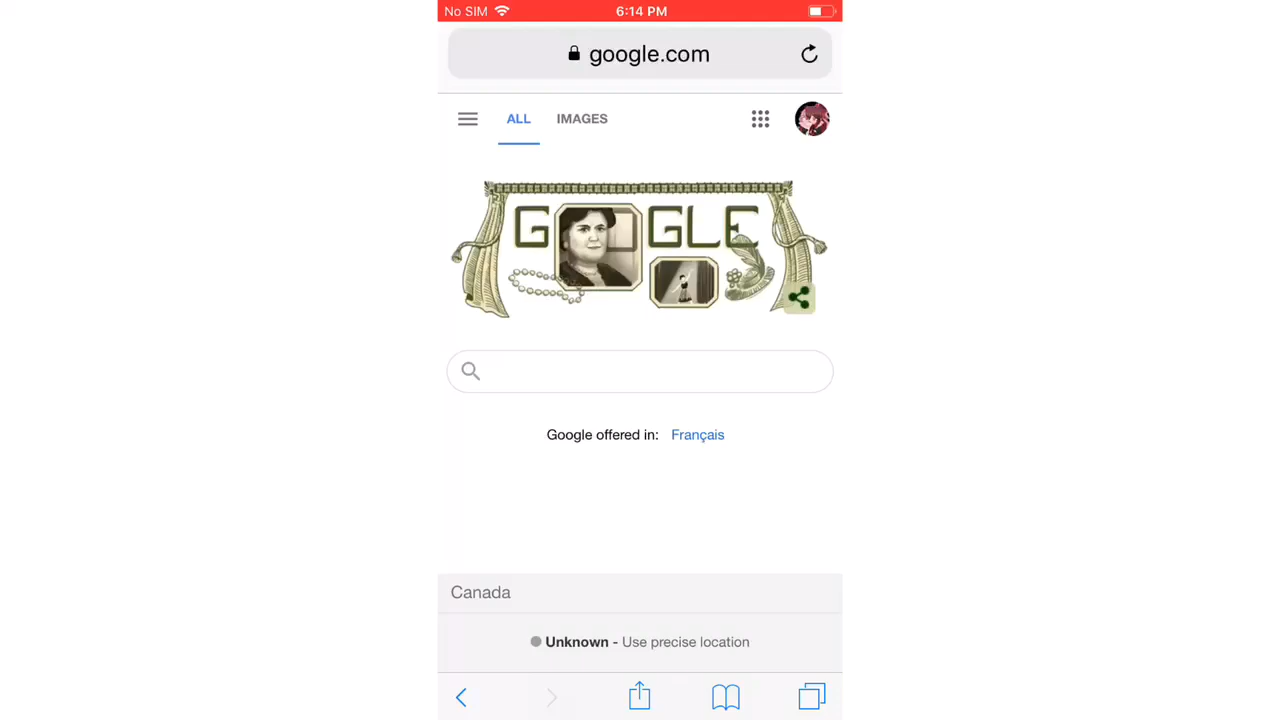 No SIM 6:14 PM
google.com
ALL IMAGES
GOOGLE
Google offered in: Français
Canada
Unknown - Use precise location